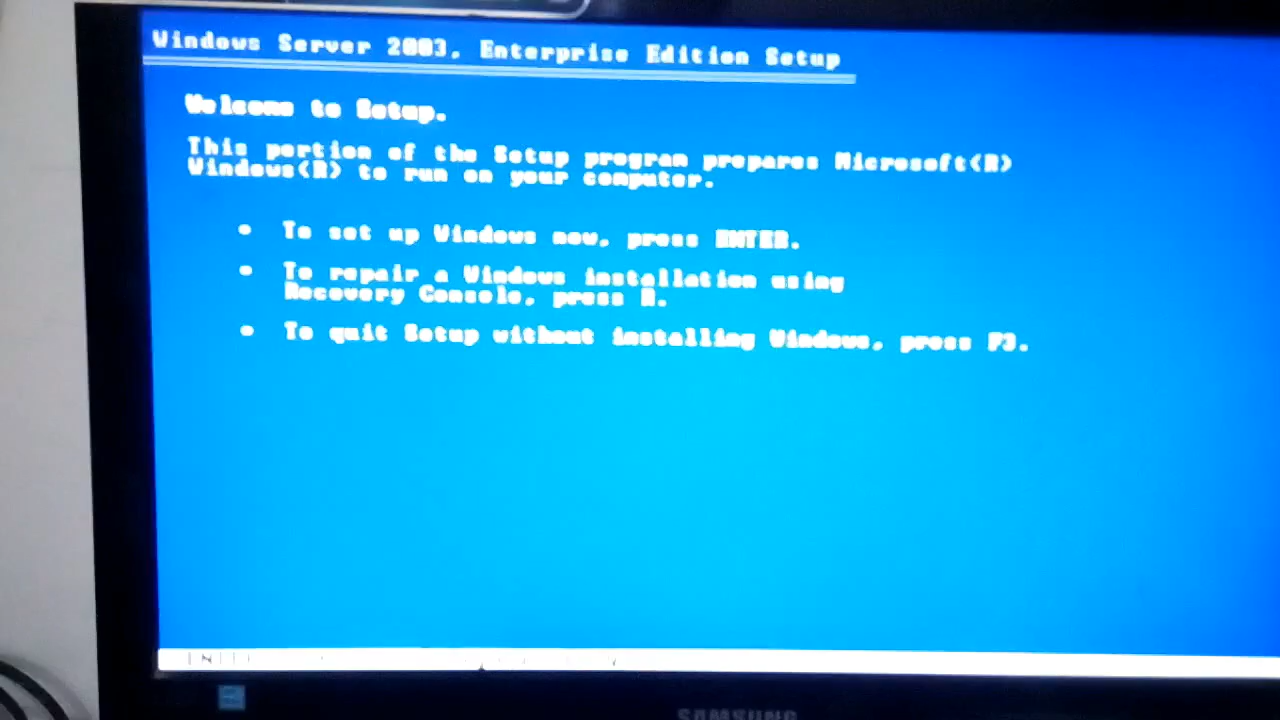 Windows Server 2003, Enterprise Edition Setup
Welcome to Setup.
This portion of the Setup program prepares Microsoft(R)
Windows(R) to run on your computer.
• To set up Windows now, press ENTER.
• To repair a Windows installation using
Recovery Console, press R.
• To quit Setup without installing Windows, press F3.
SAMSUNG